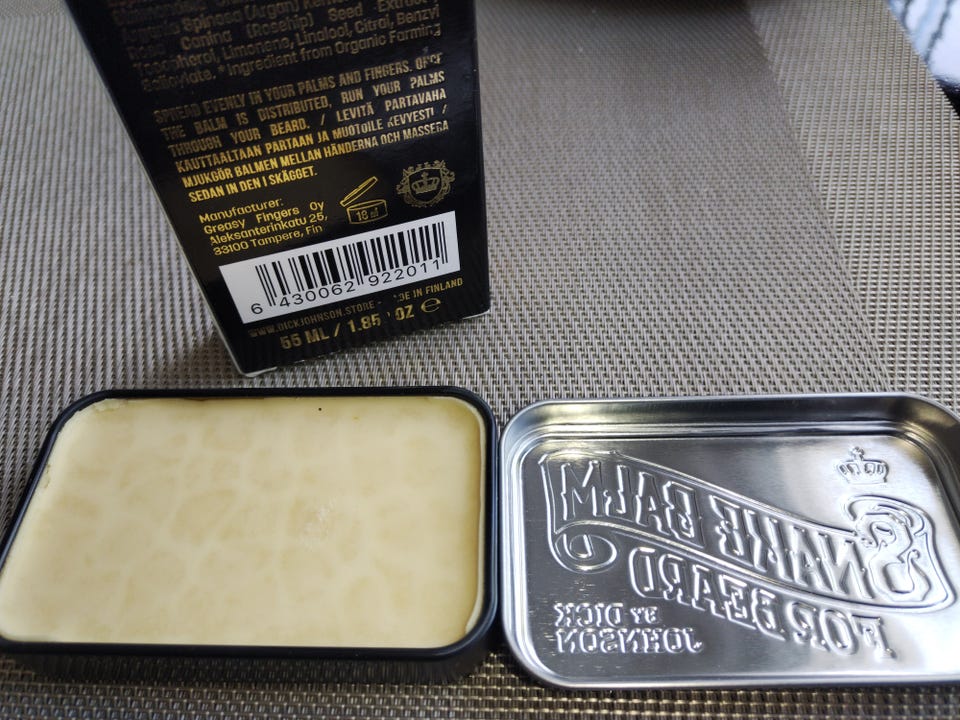 Argania Spinosa (Argan) Kernel
Rosa Canina (Rosehip) Seed Extract
Tocopherol, Limonene, Linalool, Citral, Benzyl
Salicylate. *Ingredient from Organic Farming
SPREAD EVENLY IN YOUR PALMS AND FINGERS. ONCE
THE BALM IS DISTRIBUTED, RUN YOUR PALMS
THROUGH YOUR BEARD. / LEVITÄ PARTAVAHA
KAUTTAALTAAN PARTAAN JA MUOTOILE KEVYESTI /
MJUKGÖR BALMEN MELLAN HÄNDERNA OCH MASSERA
SEDAN IN DEN I SKÄGGET.
Manufacturer:
Greasy Fingers Oy
Aleksanterinkatu 25,
33100 Tampere, Fin
18 M
6 430062 922011
WWW.DICKJOHNSON.STORE MADE IN FINLAND
55 ML / 1.85 OZ e
SNAKE BALM
FOR BEARD
BY DICK
JOHNSON